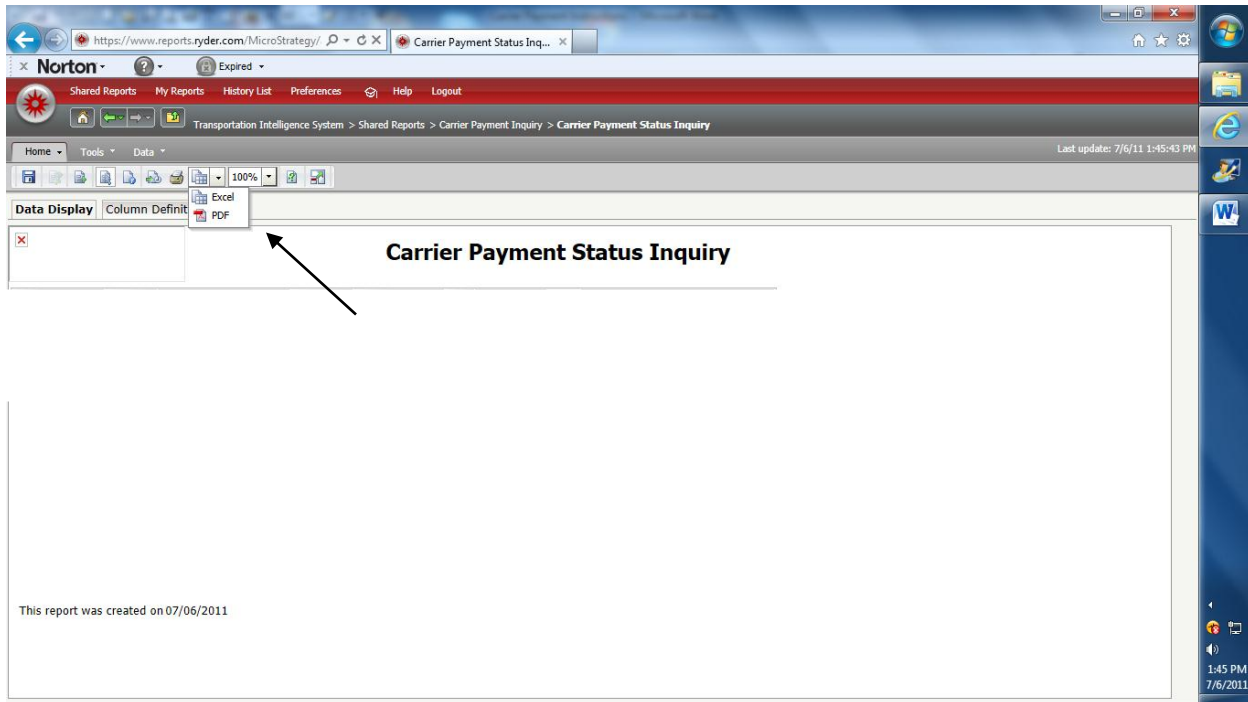 https://www.reports.ryder.com/MicroStrategy/
Carrier Payment Status Inq...
Norton
Expired
Shared Reports My Reports History List Preferences Help Logout
Transportation Intelligence System > Shared Reports > Carrier Payment Inquiry > Carrier Payment Status Inquiry
Home Tools Data
Last update: 7/6/11 1:45:43 PM
100%
Excel
PDF
Data Display Column Definit
Carrier Payment Status Inquiry
This report was created on 07/06/2011
1:45 PM
7/6/2011